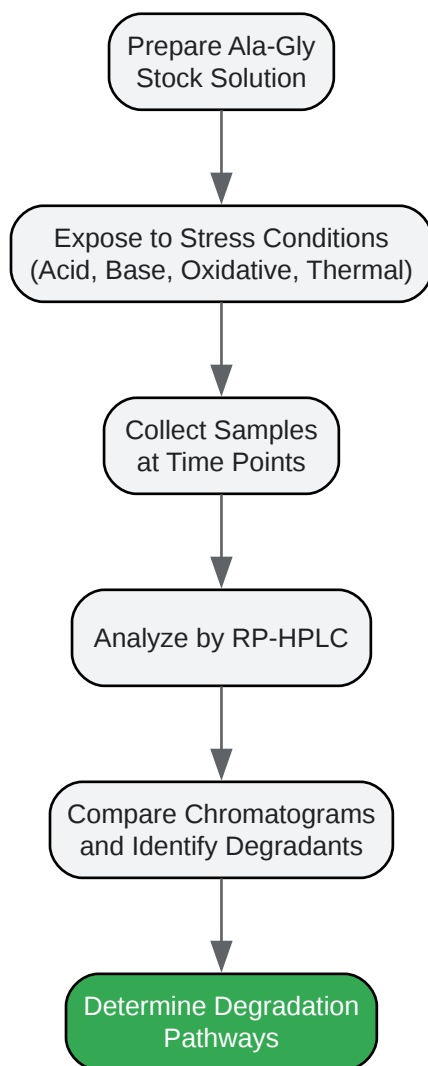 Prepare Ala-Gly
Stock Solution
Expose to Stress Conditions
(Acid, Base, Oxidative, Thermal)
Collect Samples
at Time Points
Analyze by RP-HPLC
Compare Chromatograms
and Identify Degradants
Determine Degradation
Pathways